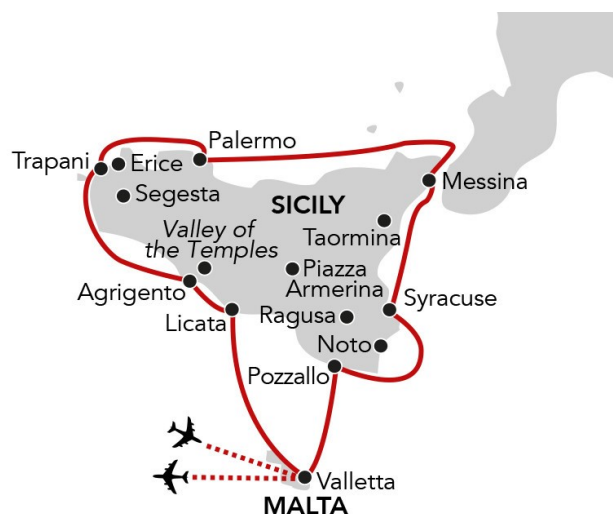 Palermo
Trapani
Erice
Messina
Segesta
SICILY
Valley of
the Temples
Taormina
Piazza
Armerina
Agrigento
Syracuse
Licata
Ragusa
Noto
Pozzallo
Valletta
MALTA